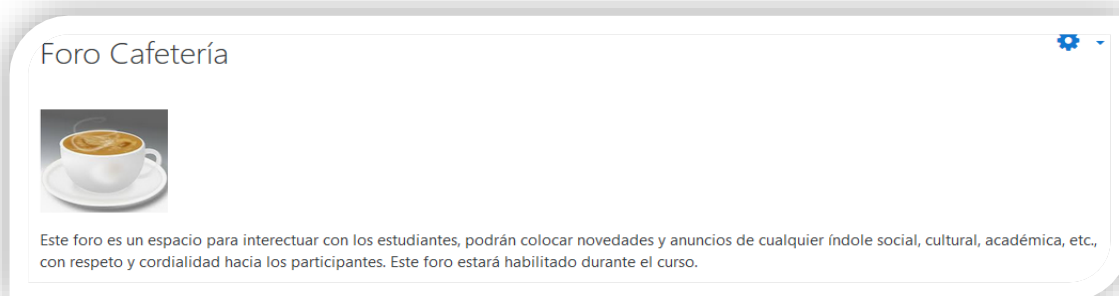 Foro Cafetería
Este foro es un espacio para interectuar con los estudiantes, podrán colocar novedades y anuncios de cualquier índole social, cultural, académica, etc.,
con respeto y cordialidad hacia los participantes. Este foro estará habilitado durante el curso.